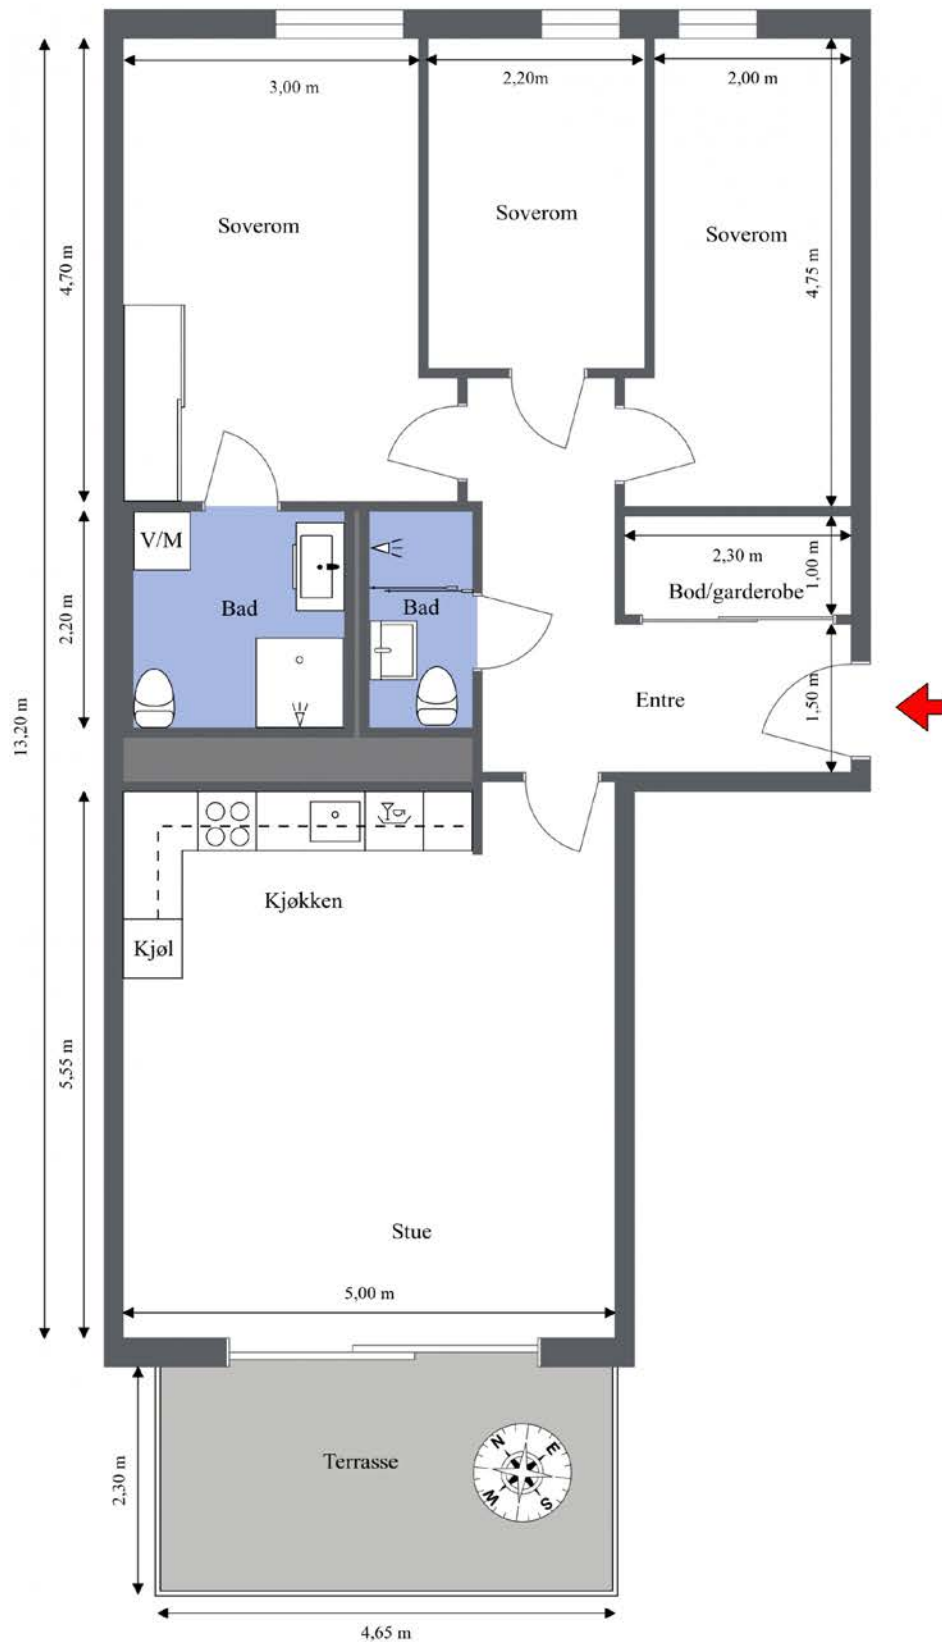 3,00 m
2,20m
2,00 m
Soverom
Soverom
Soverom
4,70 m
4,75 m
V/M
Bad
Bad
2,30 m
1,00 m
Bod/garderobe
2,20 m
Entre
1,50 m
13,20 m
Kjøkken
Kjøl
5,55 m
Stue
5,00 m
Terrasse
N
E
W
S
2,30 m
4,65 m